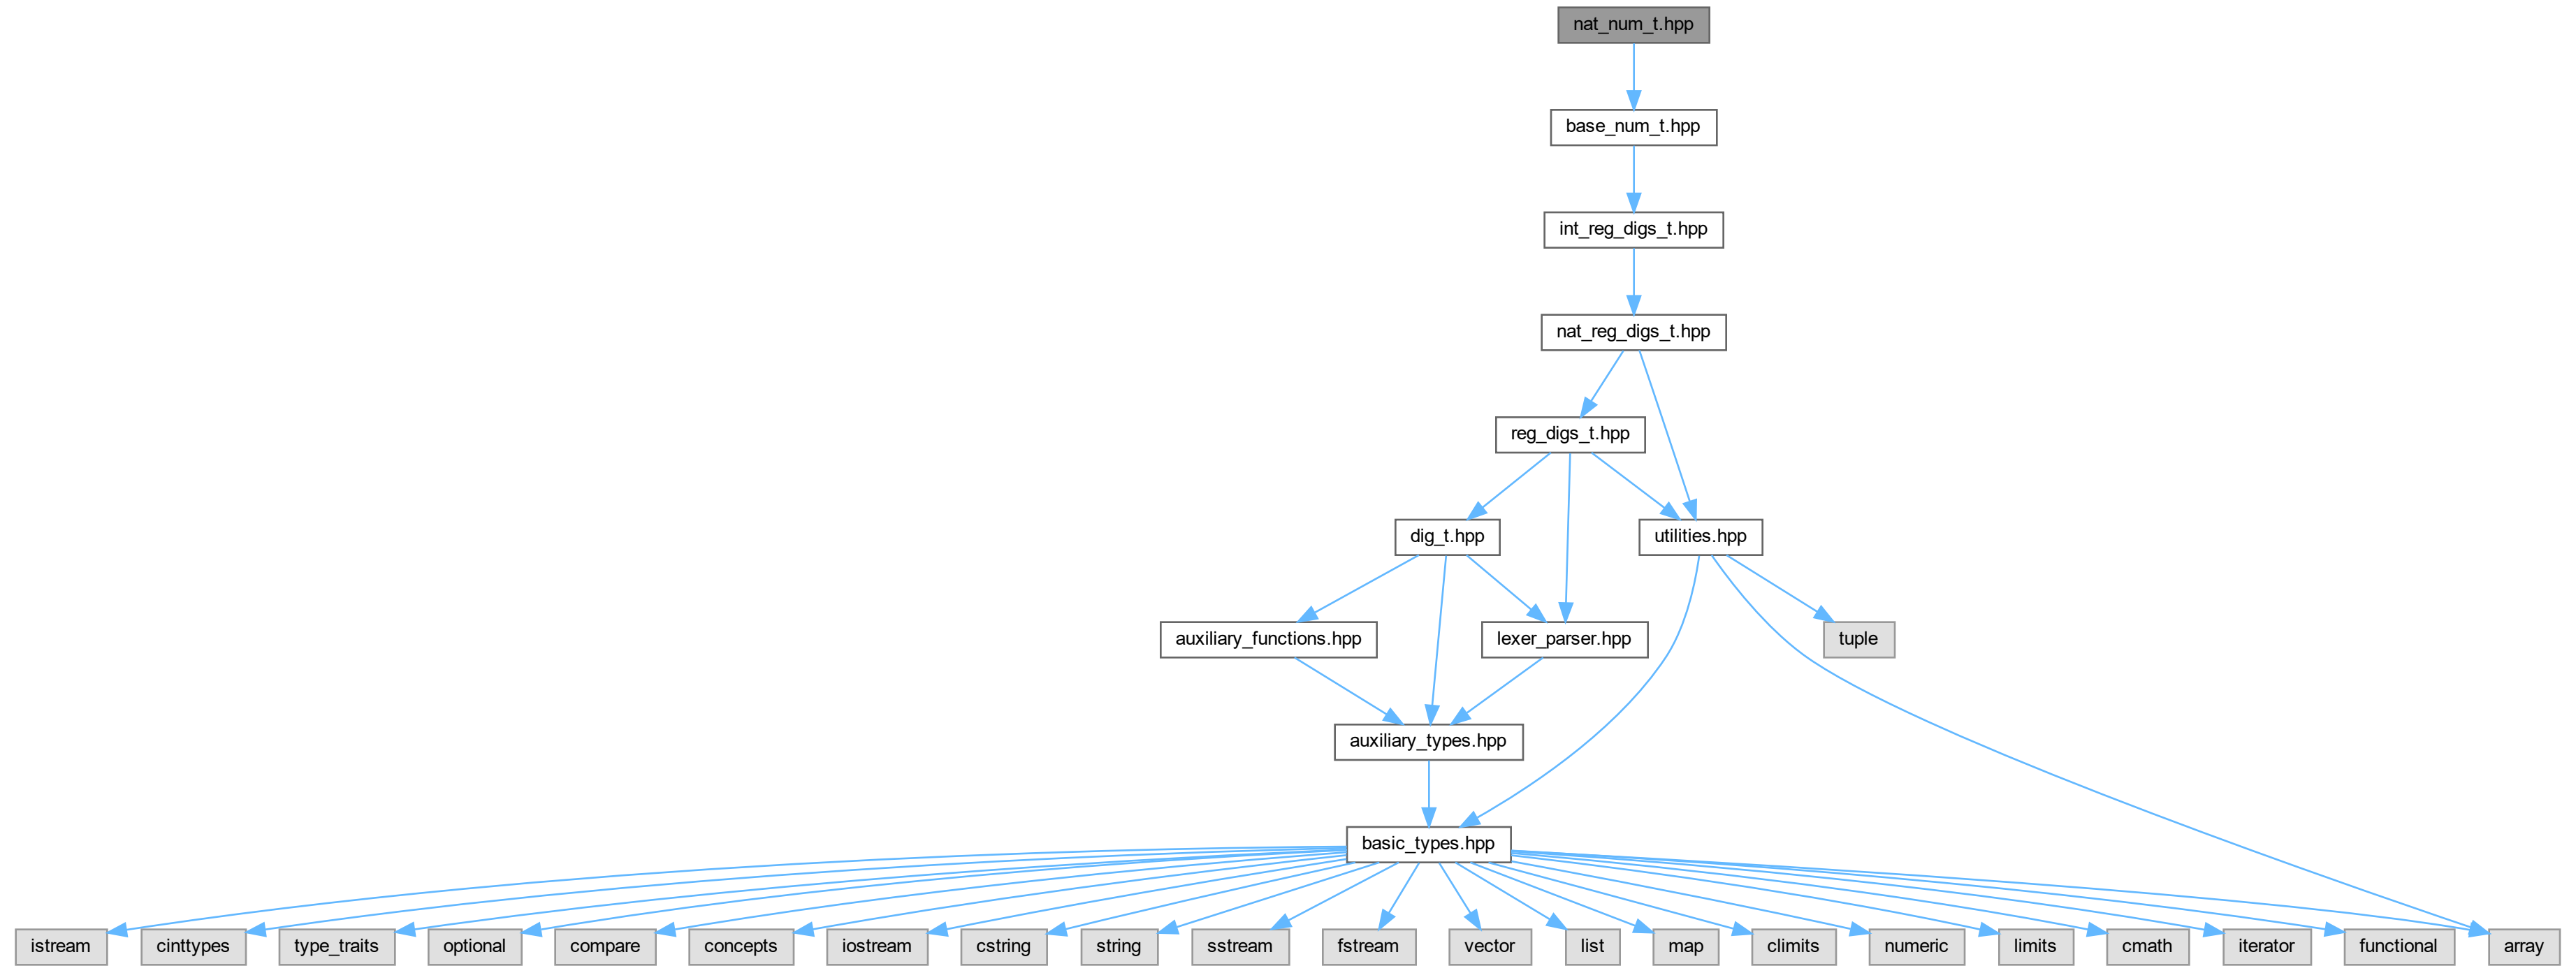 nat_num_t.hpp
base_num_t.hpp
int_reg_digs_t.hpp
nat_reg_digs_t.hpp
reg_digs_t.hpp
dig_t.hpp
utilities.hpp
auxiliary_functions.hpp
lexer_parser.hpp
tuple
auxiliary_types.hpp
basic_types.hpp
istream
cinttypes
type_traits
optional
compare
concepts
iostream
cstring
string
sstream
fstream
vector
list
map
climits
numeric
limits
cmath
iterator
functional
array